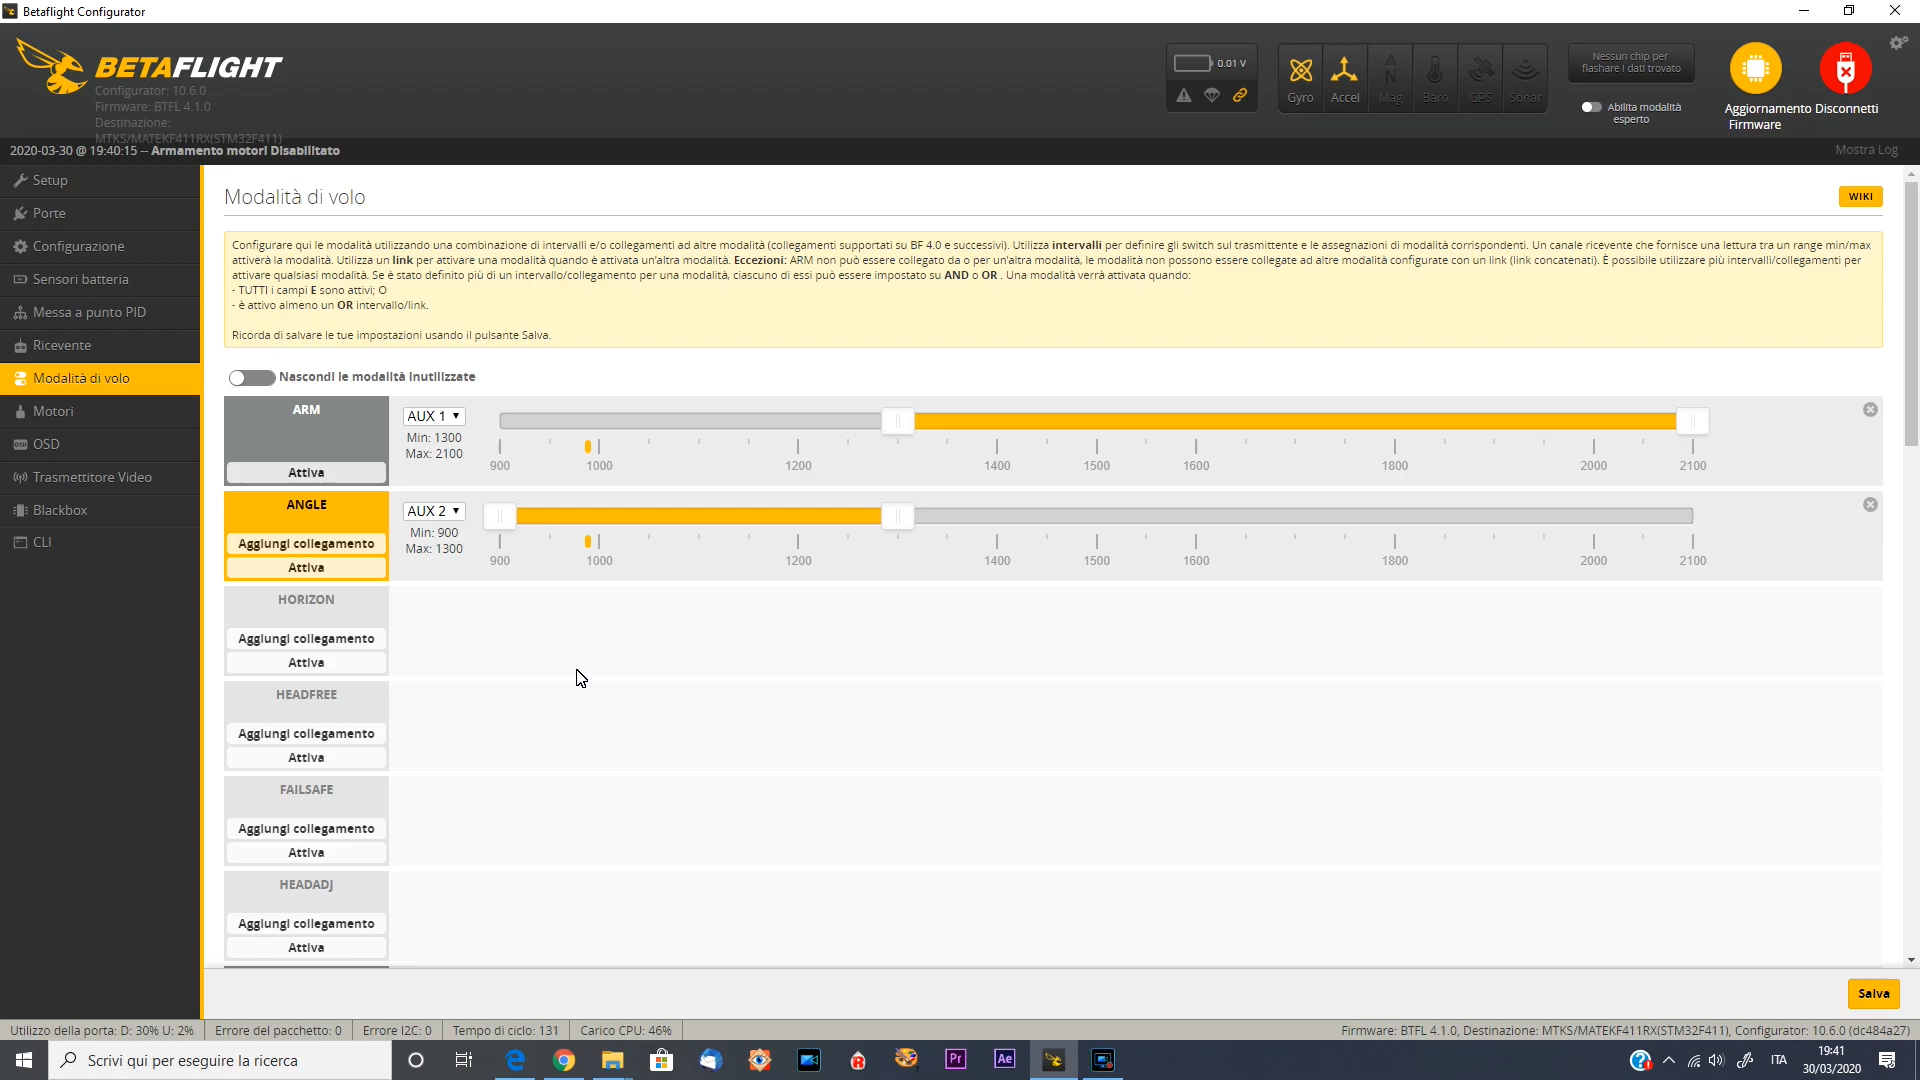 Betaflight Configurator
BETAFLIGHT
Configurator: 10.6.0
Firmware: BTFL 4.1.0
Destinazione:
MTKS/MATEKF411RX(STM32F411)
0.01 V
Gyro
Accel
Mag
Baro
GPS
Sonar
Nessun chip per
flashare i dati trovato
Abilita modalità
esperto
Aggiornamento
Firmware
Disconnetti
2020-03-30 @ 19:40:15 -- Armamento motori Disabilitato
Mostra Log
Setup
Porte
Configurazione
Sensori batteria
Messa a punto PID
Ricevente
Modalità di volo
Motori
OSD
Trasmettitore Video
Blackbox
CLI
Modalità di volo
WIKI
Configurare qui le modalità utilizzando una combinazione di intervalli e/o collegamenti ad altre modalità (collegamenti supportati su BF 4.0 e successivi). Utilizza intervalli per definire gli switch sul trasmittente e le assegnazioni di modalità corrispondenti. Un canale ricevente che fornisce una lettura tra un range min/max
attiverà la modalità. Utilizza un link per attivare una modalità quando è attivata un'altra modalità. Eccezioni: ARM non può essere collegato da o per un'altra modalità, le modalità non possono essere collegate ad altre modalità configurate con un link (link concatenati). È possibile utilizzare più intervalli/collegamenti per
attivare qualsiasi modalità. Se è stato definito più di un intervallo/collegamento per una modalità, ciascuno di essi può essere impostato su AND o OR . Una modalità verrà attivata quando:
- TUTTI i campi E sono attivi; O
- è attivo almeno un OR intervallo/link.
Ricorda di salvare le tue impostazioni usando il pulsante Salva.
Nascondi le modalità inutilizzate
ARM
Attiva
AUX 1
Min: 1300
Max: 2100
900 1000 1200 1400 1500 1600 1800 2000 2100
ANGLE
Aggiungi collegamento
Attiva
AUX 2
Min: 900
Max: 1300
900 1000 1200 1400 1500 1600 1800 2000 2100
HORIZON
Aggiungi collegamento
Attiva
HEADFREE
Aggiungi collegamento
Attiva
FAILSAFE
Aggiungi collegamento
Attiva
HEADADJ
Aggiungi collegamento
Attiva
Salva
Utilizzo della porta: D: 30% U: 2%
Errore del pacchetto: 0
Errore I2C: 0
Tempo di ciclo: 131
Carico CPU: 46%
Firmware: BTFL 4.1.0, Destinazione: MTKS/MATEKF411RX(STM32F411), Configurator: 10.6.0 (dc484a27)
Scrivi qui per eseguire la ricerca
Pr
Ae
ITA
19:41
30/03/2020